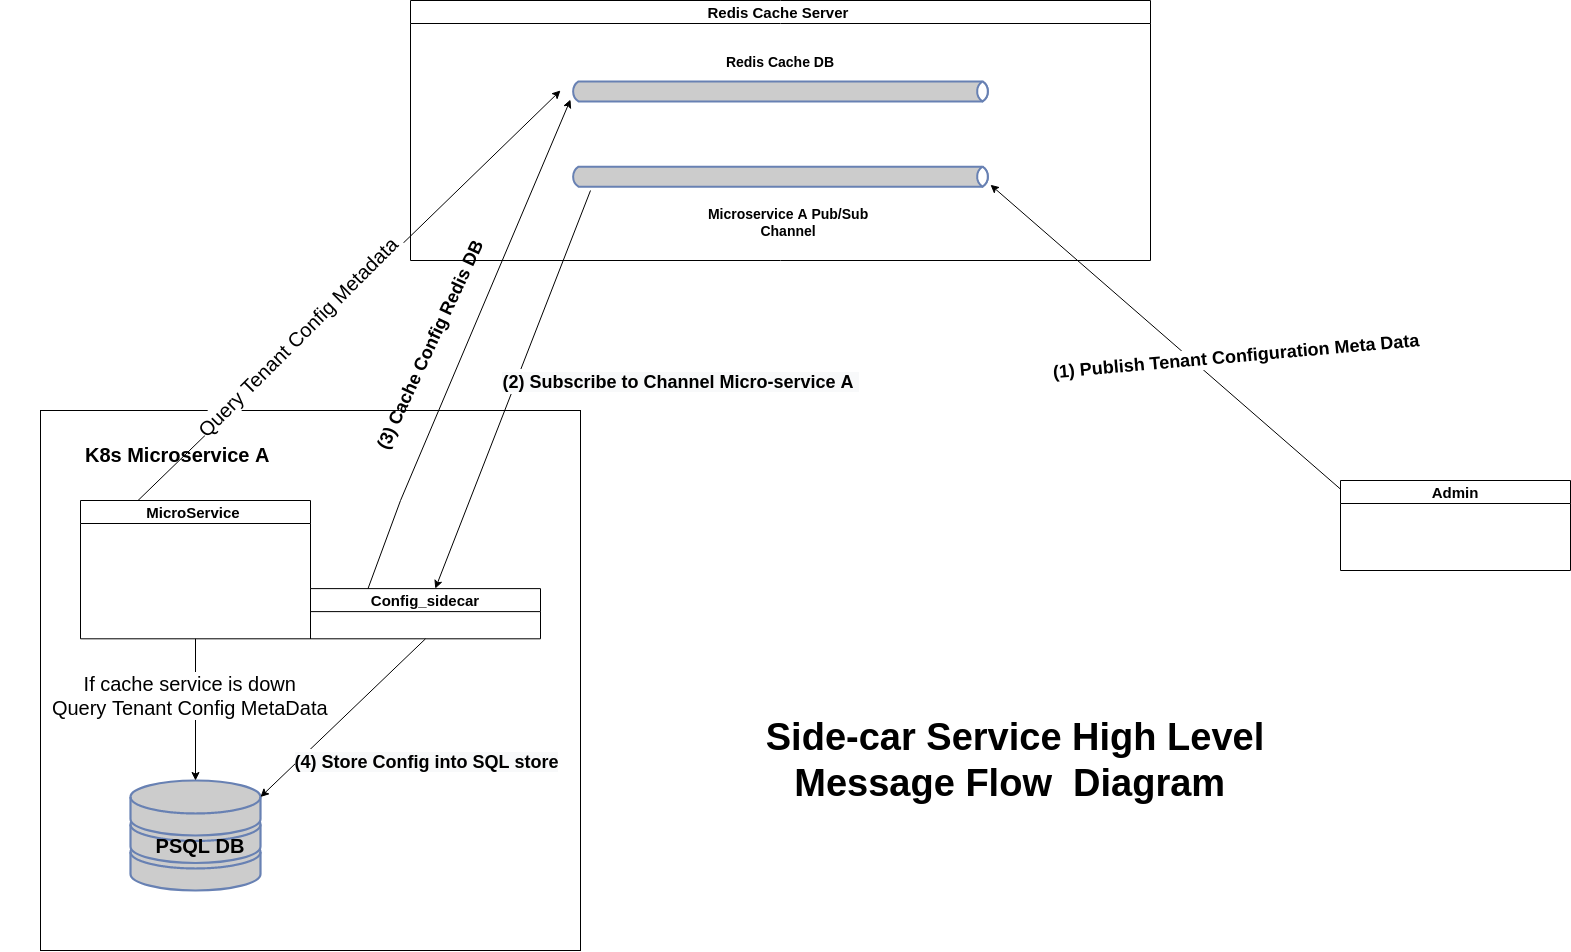 Redis Cache Server
Redis Cache DB
Microservice A Pub/Sub
Channel
Query Tenant Config Metadata
(3) Cache Config Redis DB
(2) Subscribe to Channel Micro-service A
(1) Publish Tenant Configuration Meta Data
K8s Microservice A
MicroService
Config_sidecar
Admin
If cache service is down
Query Tenant Config MetaData
(4) Store Config into SQL store
PSQL DB
Side-car Service High Level
Message Flow  Diagram